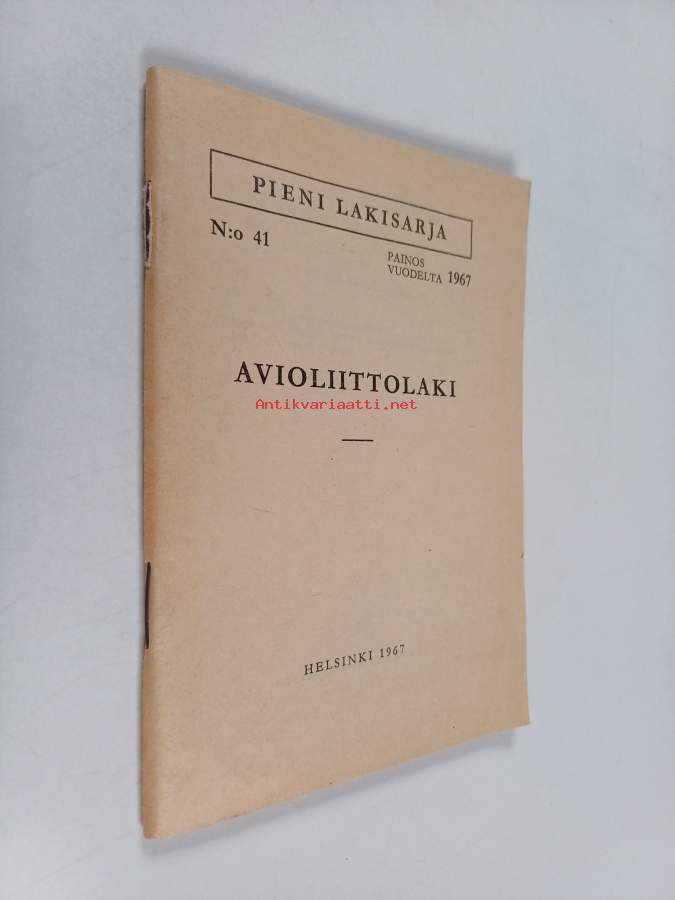 PIENI LAKISARJA
N:o 41
PAINOS
VUODELTA 1967
AVIOLIITTOLAKI
Antikvariaatti.net
HELSINKI 1967